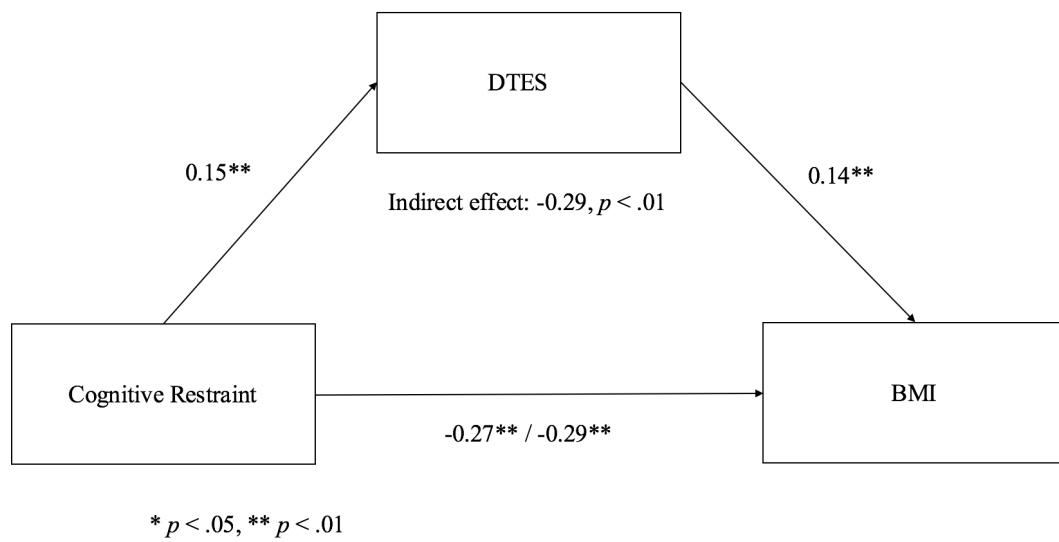 DTES
0.15**
0.14**
Indirect effect: -0.29, p < .01
Cognitive Restraint
BMI
-0.27** / -0.29**
* p < .05, ** p < .01